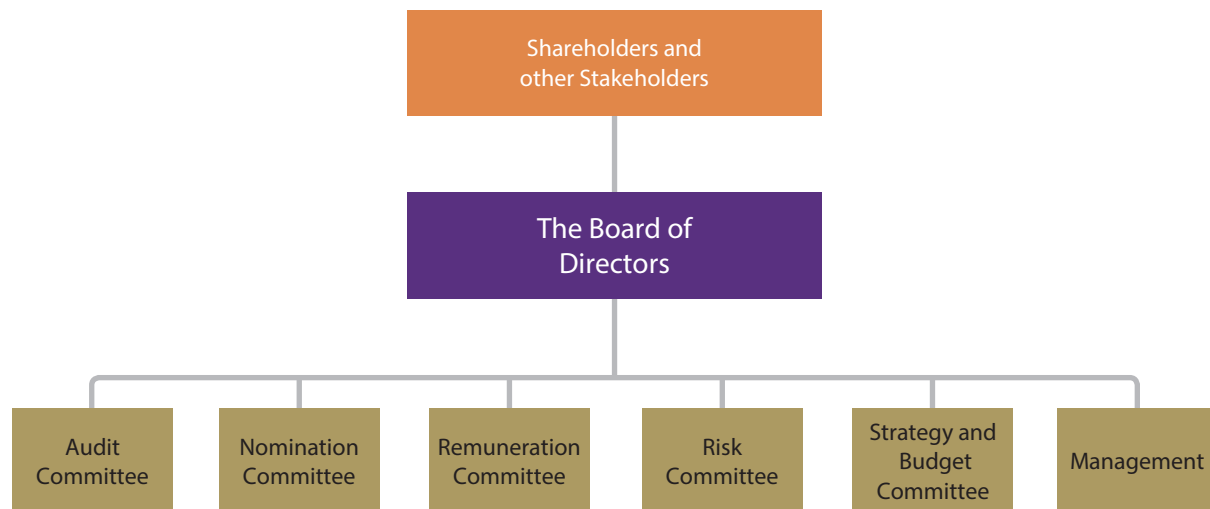 Shareholders and
other Stakeholders
The Board of
Directors
Audit
Committee
Nomination
Committee
Remuneration
Committee
Risk
Committee
Strategy and
Budget
Committee
Management